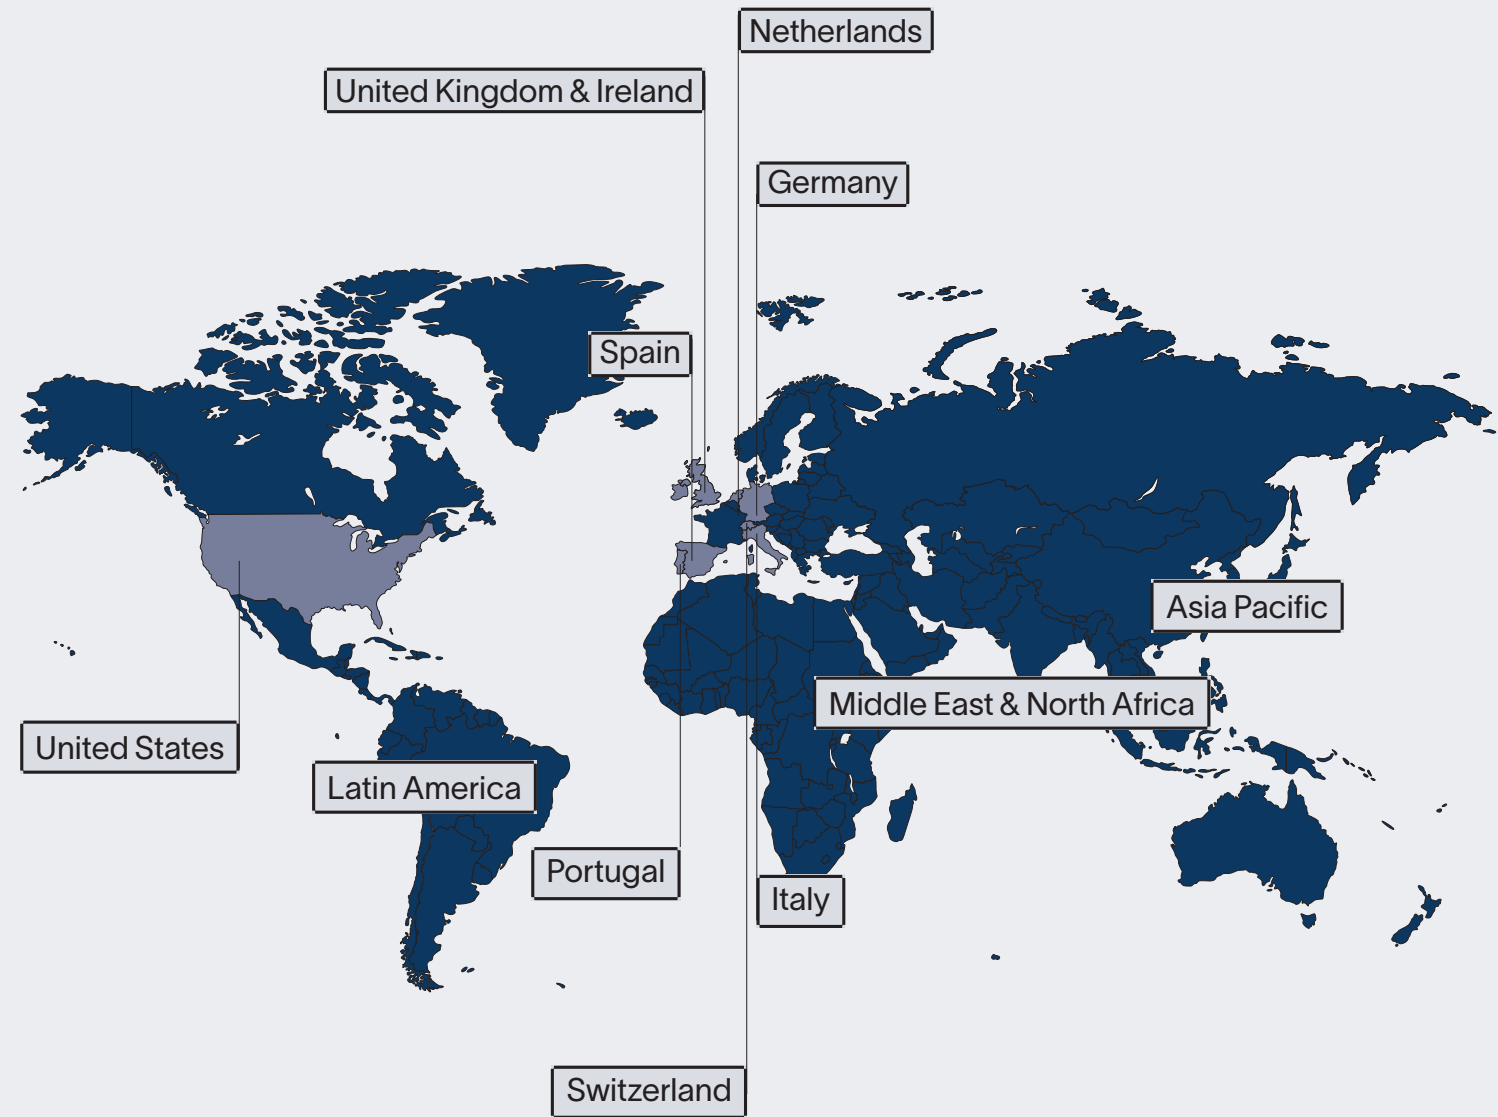 Netherlands
United Kingdom & Ireland
Germany
Spain
Asia Pacific
Middle East & North Africa
United States
Latin America
Portugal
Italy
Switzerland